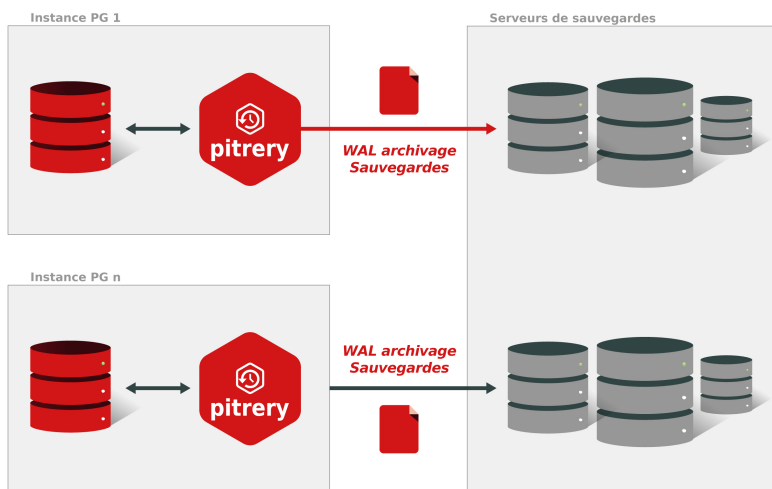 Instance PG 1
Serveurs de sauvegardes
pitrery
WAL archivage
Sauvegardes
Instance PG n
pitrery
WAL archivage
Sauvegardes